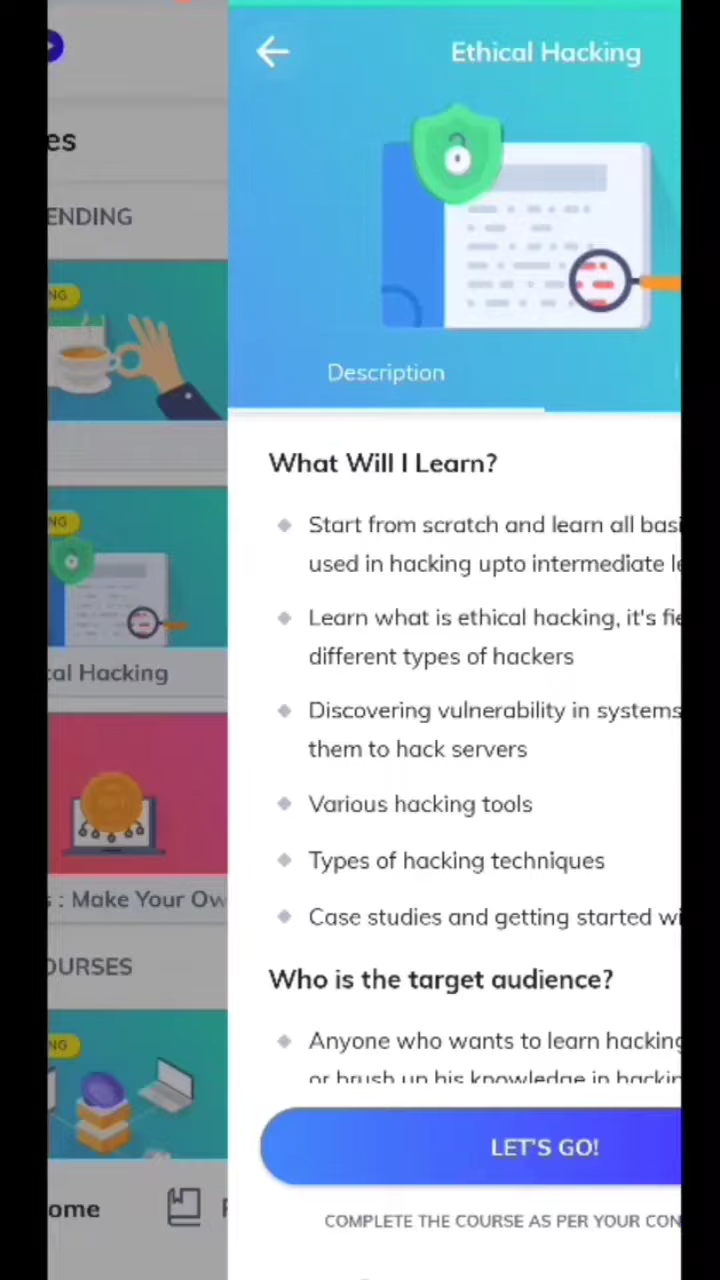 es
ENDING
NG
NG
cal Hacking
s : Make Your Ow
OURSES
NG
ome
Ethical Hacking
Description
What Will I Learn?
Start from scratch and learn all basi
used in hacking upto intermediate le
Learn what is ethical hacking, it's fie
different types of hackers
Discovering vulnerability in systems
them to hack servers
Various hacking tools
Types of hacking techniques
Case studies and getting started wi
Who is the target audience?
Anyone who wants to learn hacking
or brush up his knowledge in hackin
LET'S GO!
COMPLETE THE COURSE AS PER YOUR CON